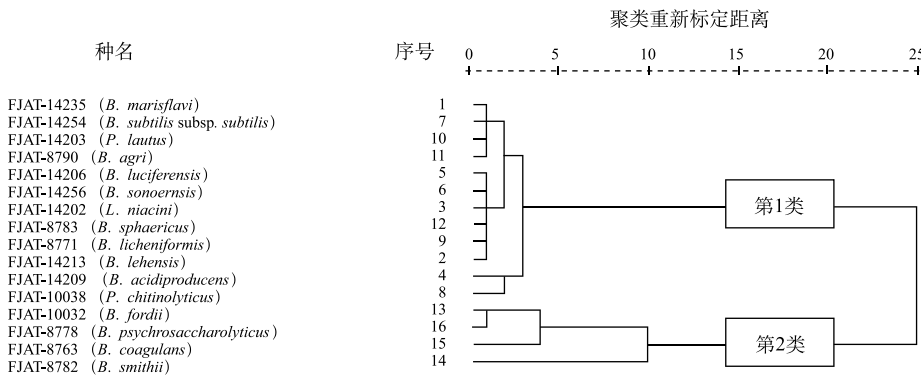 聚类重新标定距离
种名 序号 0 5 10 15 20 25
FJAT-14235 (B. marisflavi) 1
FJAT-14254 (B. subtilis subsp. subtilis) 7
FJAT-14203 (P. lautus) 10
FJAT-8790 (B. agri) 11
FJAT-14206 (B. luciferensis) 5
FJAT-14256 (B. sonoernsis) 6
FJAT-14202 (L. niacini) 3
第1类
FJAT-8783 (B. sphaericus) 12
FJAT-8771 (B. licheniformis) 9
FJAT-14213 (B. lehensis) 2
FJAT-14209 (B. acidiproducens) 4
FJAT-10038 (P. chitinolyticus) 8
FJAT-10032 (B. fordii) 13
FJAT-8778 (B. psychrosaccharolyticus) 16
FJAT-8763 (B. coagulans) 15
第2类
FJAT-8782 (B. smithii) 14